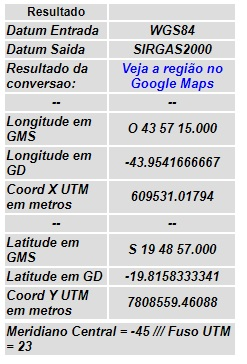 Resultado
Datum Entrada WGS84
Datum Saida SIRGAS2000
Resultado da Veja a região no
conversao: Google Maps
-- --
Longitude em
GMS O 43 57 15.000
Longitude em
GD -43.9541666667
Coord X UTM
em metros 609531.01794
-- --
Latitude em
GMS S 19 48 57.000
Latitude em GD -19.8158333341
Coord Y UTM
em metros 7808559.46088
Meridiano Central = -45 /// Fuso UTM
= 23